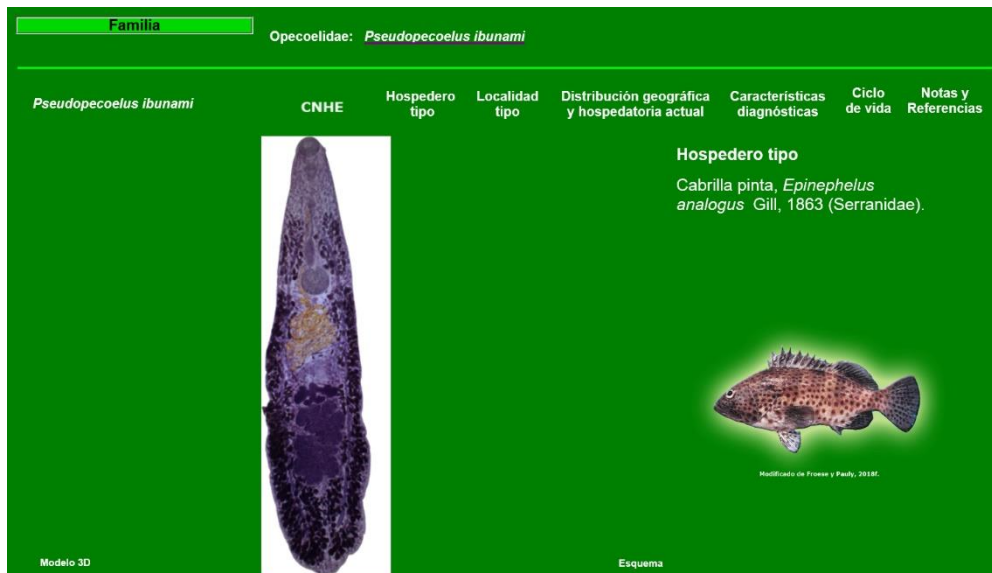 Familia
Opecoelidae: Pseudopecoelus ibunami
Pseudopecoelus ibunami
CNHE
Hospedero
tipo
Localidad
tipo
Distribución geográfica
y hospedatoria actual
Características
diagnósticas
Ciclo
de vida
Notas y
Referencias
Hospedero tipo
Cabrilla pinta, Epinephelus
analogus Gill, 1863 (Serranidae).
Modificado de Froese y Pauly, 2018f.
Modelo 3D
Esquema